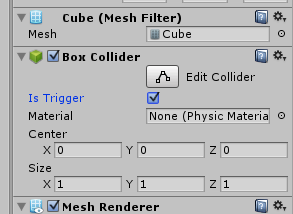 Cube (Mesh Filter)
Mesh Cube
Box Collider
Edit Collider
Is Trigger
Material None (Physic Materia
Center
X 0 Y 0 Z 0
Size
X 1 Y 1 Z 1
Mesh Renderer